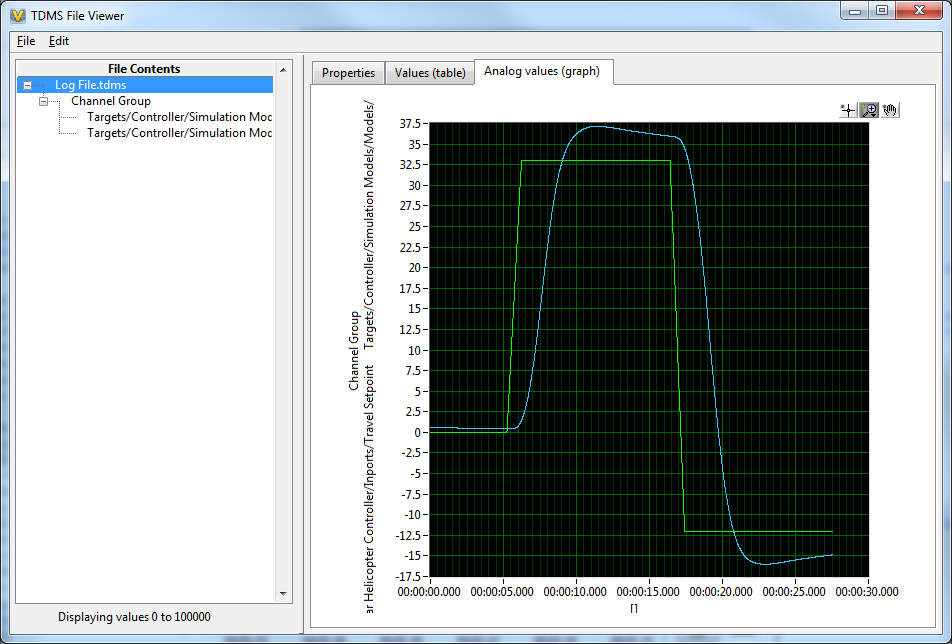 TDMS File Viewer
File Edit
File Contents
Log File.tdms
Channel Group
Targets/Controller/Simulation Moc
Targets/Controller/Simulation Moc
Displaying values 0 to 100000
Properties Values (table) Analog values (graph)
Channel Group
ar Helicopter Controller/Inports/Travel Setpoint Targets/Controller/Simulation Models/Models/
37.5
35
32.5
30
27.5
25
22.5
20
17.5
15
12.5
10
7.5
5
2.5
0
-2.5
-5
-7.5
-10
-12.5
-15
-17.5
00:00:00.000 00:00:05.000 00:00:10.000 00:00:15.000 00:00:20.000 00:00:25.000 00:00:30.000
[]